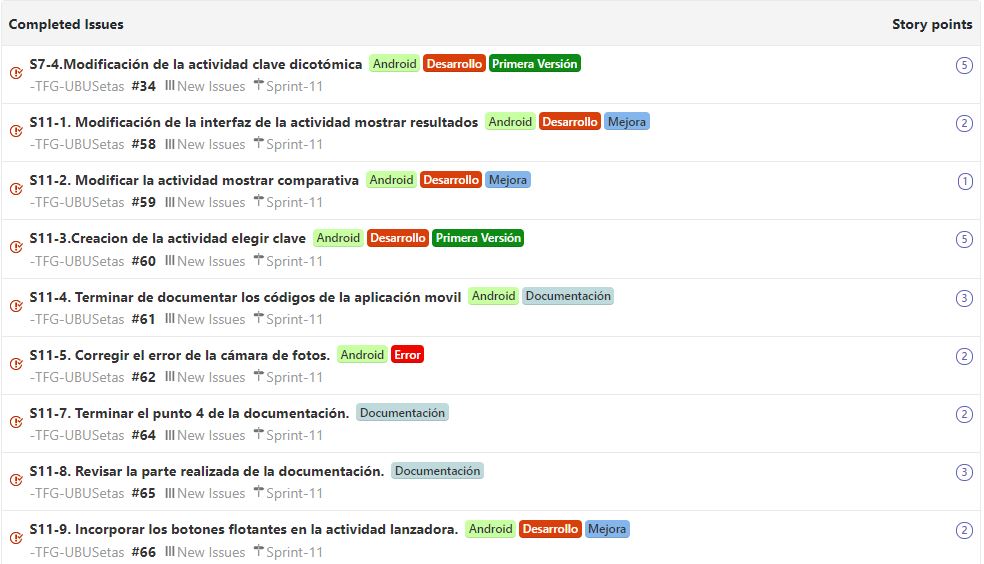 Completed Issues Story points
S7-4.Modificación de la actividad clave dicotómica Android Desarrollo Primera Versión 5
-TFG-UBUSetas #34 New Issues Sprint-11
S11-1. Modificación de la interfaz de la actividad mostrar resultados Android Desarrollo Mejora 2
-TFG-UBUSetas #58 New Issues Sprint-11
S11-2. Modificar la actividad mostrar comparativa Android Desarrollo Mejora 1
-TFG-UBUSetas #59 New Issues Sprint-11
S11-3.Creacion de la actividad elegir clave Android Desarrollo Primera Versión 5
-TFG-UBUSetas #60 New Issues Sprint-11
S11-4. Terminar de documentar los códigos de la aplicación movil Android Documentación 3
-TFG-UBUSetas #61 New Issues Sprint-11
S11-5. Corregir el error de la cámara de fotos. Android Error 2
-TFG-UBUSetas #62 New Issues Sprint-11
S11-7. Terminar el punto 4 de la documentación. Documentación 2
-TFG-UBUSetas #64 New Issues Sprint-11
S11-8. Revisar la parte realizada de la documentación. Documentación 3
-TFG-UBUSetas #65 New Issues Sprint-11
S11-9. Incorporar los botones flotantes en la actividad lanzadora. Android Desarrollo Mejora 2
-TFG-UBUSetas #66 New Issues Sprint-11